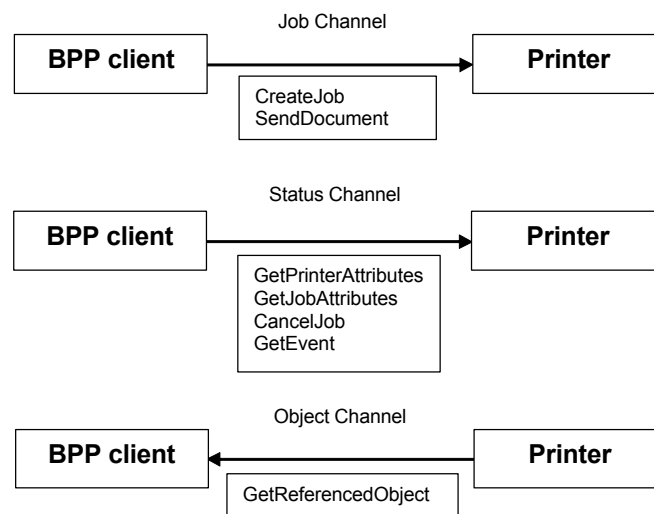 Job Channel
BPP client
Printer
CreateJob
SendDocument
Status Channel
BPP client
Printer
GetPrinterAttributes
GetJobAttributes
CancelJob
GetEvent
Object Channel
BPP client
Printer
GetReferencedObject